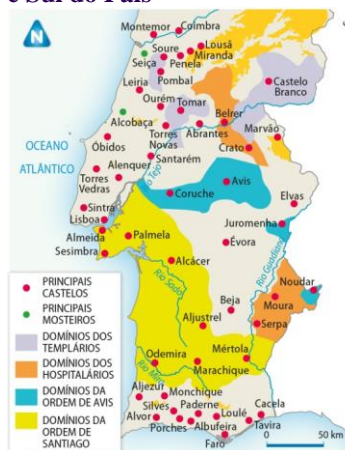 e Sul do País
N
Montemor
Coimbra
Soure
Lousã
Seiça
Penela
Miranda
Pombal
Leiria
Castelo
Branco
Ourém
Tomar
Alcobaça
Belver
Torres
Novas
Abrantes
Marvão
OCEANO
ATLÂNTICO
Óbidos
Crato
Alenquer
Santarém
Rio Tejo
Torres
Vedras
Coruche
Avis
Elvas
Sintra
Lisboa
Juromenha
Almeida
Palmela
Évora
Sesimbra
Rio Guadiana
Alcácer
Rio Sado
Noudar
Beja
Moura
Aljustrel
Serpa
Odemira
Mértola
Marachique
Rio Mira
Aljezur
Monchique
Silves
Paderne
Cacela
Alvor
Loulé
Porches
Albufeira
Tavira
Faro
0
50 km
PRINCIPAIS
CASTELOS
PRINCIPAIS
MOSTEIROS
DOMÍNIOS DOS
TEMPLÁRIOS
DOMÍNIOS DOS
HOSPITALÁRIOS
DOMÍNIOS DA
ORDEM DE AVIS
DOMÍNIOS DA
ORDEM DE
SANTIAGO